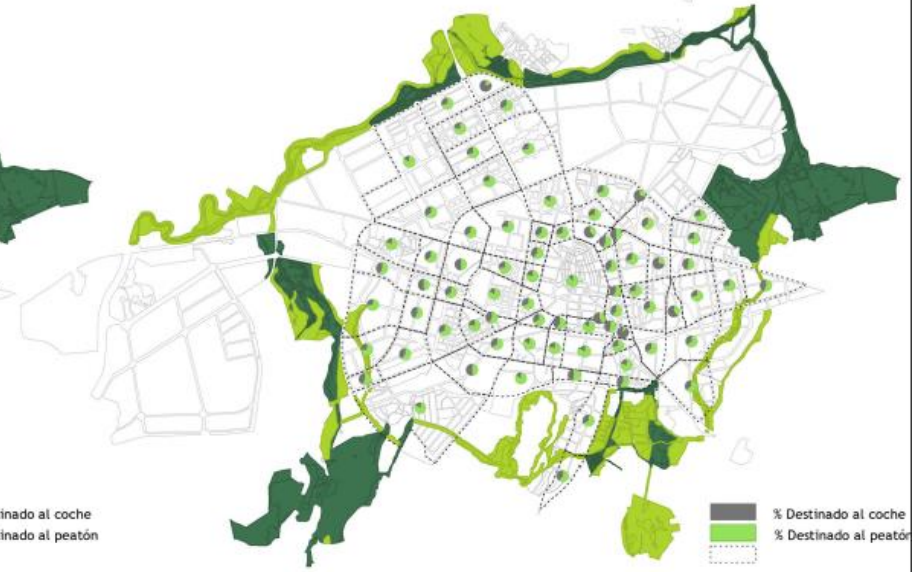 inado al coche
inado al peatón
% Destinado al coche
% Destinado al peatón